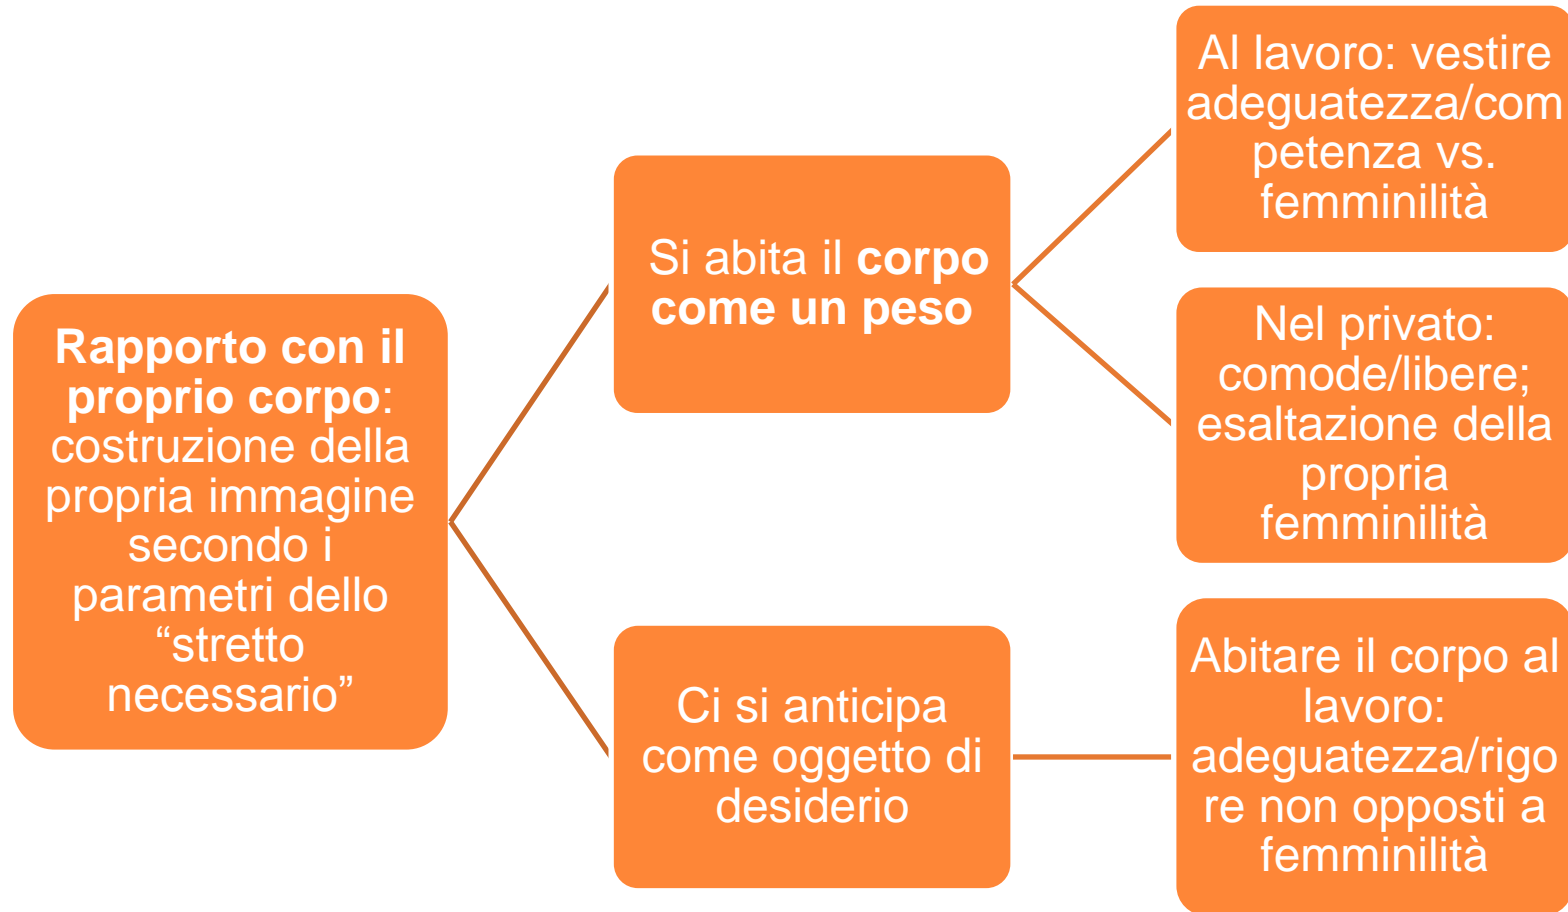 Rapporto con il
proprio corpo:
costruzione della
propria immagine
secondo i
parametri dello
“stretto
necessario”
Si abita il corpo
come un peso
Al lavoro: vestire
adeguatezza/com
petenza vs.
femminilità
Nel privato:
comode/libere;
esaltazione della
propria
femminilità
Ci si anticipa
come oggetto di
desiderio
Abitare il corpo al
lavoro:
adeguatezza/rigo
re non opposti a
femminilità